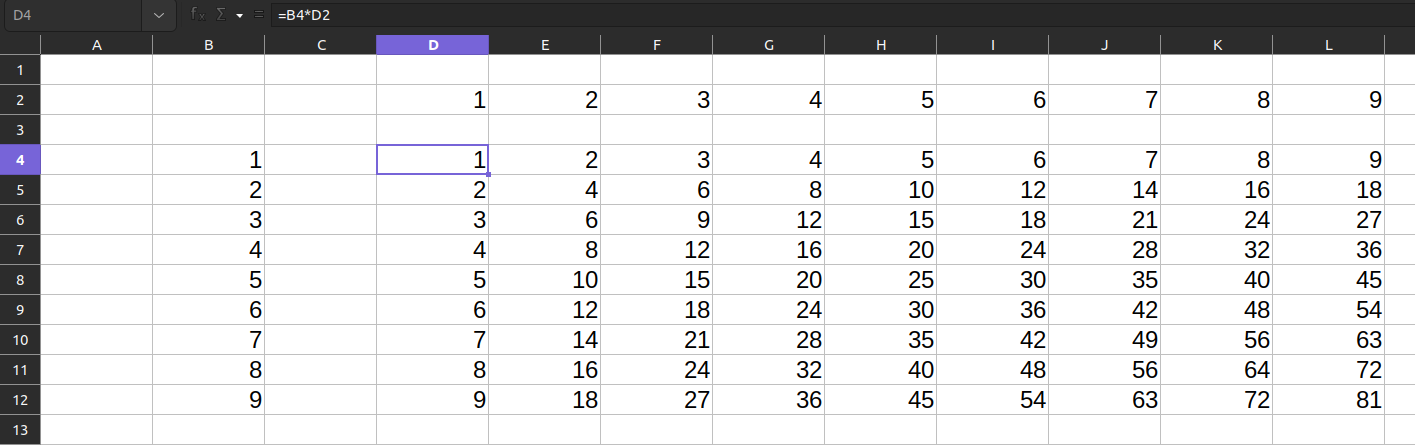 D4 fx Σ = =B4*D2
A B C D E F G H I J K L
1
2 1 2 3 4 5 6 7 8 9
3
4 1 1 2 3 4 5 6 7 8 9
5 2 2 4 6 8 10 12 14 16 18
6 3 3 6 9 12 15 18 21 24 27
7 4 4 8 12 16 20 24 28 32 36
8 5 5 10 15 20 25 30 35 40 45
9 6 6 12 18 24 30 36 42 48 54
10 7 7 14 21 28 35 42 49 56 63
11 8 8 16 24 32 40 48 56 64 72
12 9 9 18 27 36 45 54 63 72 81
13